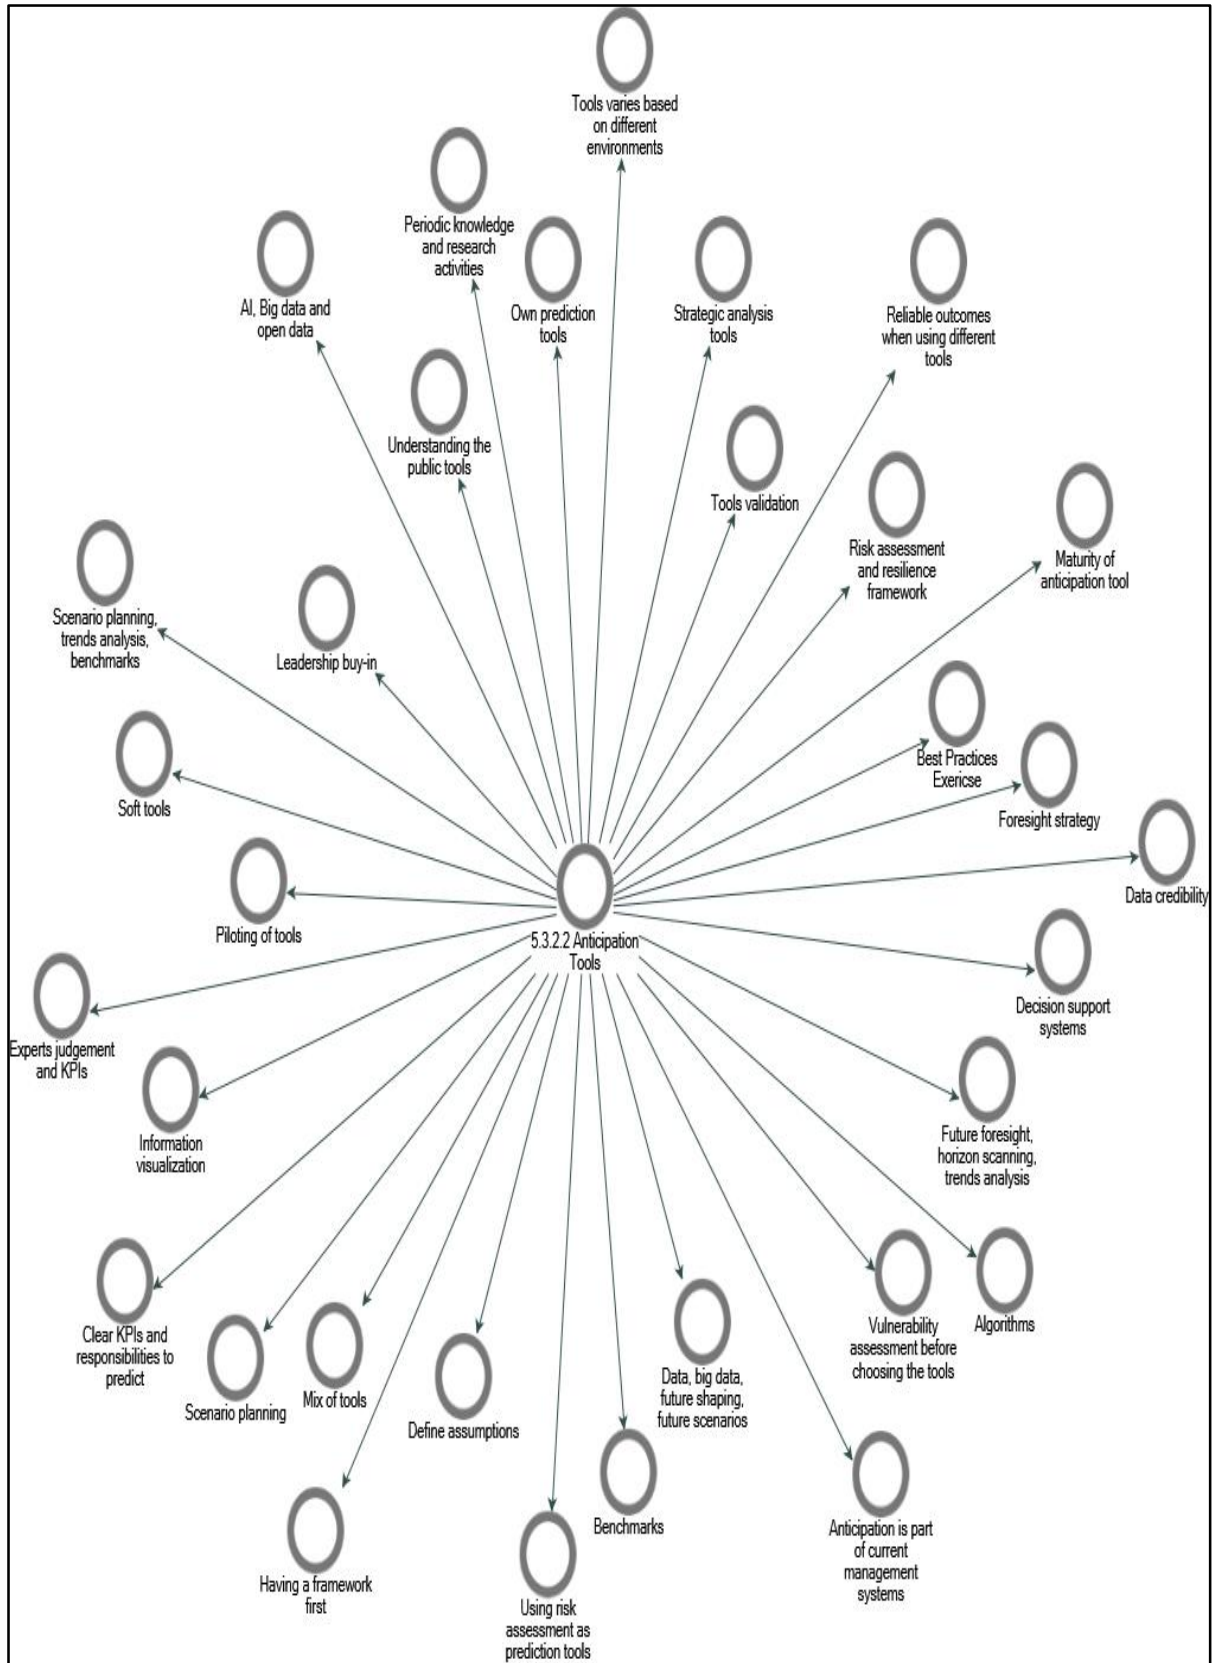 Tools varies based
on different
environments
Periodic knowledge
and research
activities
AI, Big data and
open data
Own prediction
tools
Strategic analysis
tools
Reliable outcomes
when using different
tools
Understanding the
public tools
Tools validation
Risk assessment
and resilience
framework
Maturity of
anticipation tool
Scenario planning,
trends analysis,
benchmarks
Leadership buy-in
Best Practices
Exericse
Soft tools
Foresight strategy
Data credibility
Piloting of tools
5.3.2.2 Anticipation
Tools
Decision support
systems
Experts judgement
and KPIs
Information
visualization
Future foresight,
horizon scanning,
trends analysis
Clear KPIs and
responsibilities to
predict
Scenario planning
Mix of tools
Define assumptions
Data, big data,
future shaping,
future scenarios
Vulnerability
assessment before
choosing the tools
Algorithms
Having a framework
first
Using risk
assessment as
prediction tools
Benchmarks
Anticipation is part
of current
management
systems